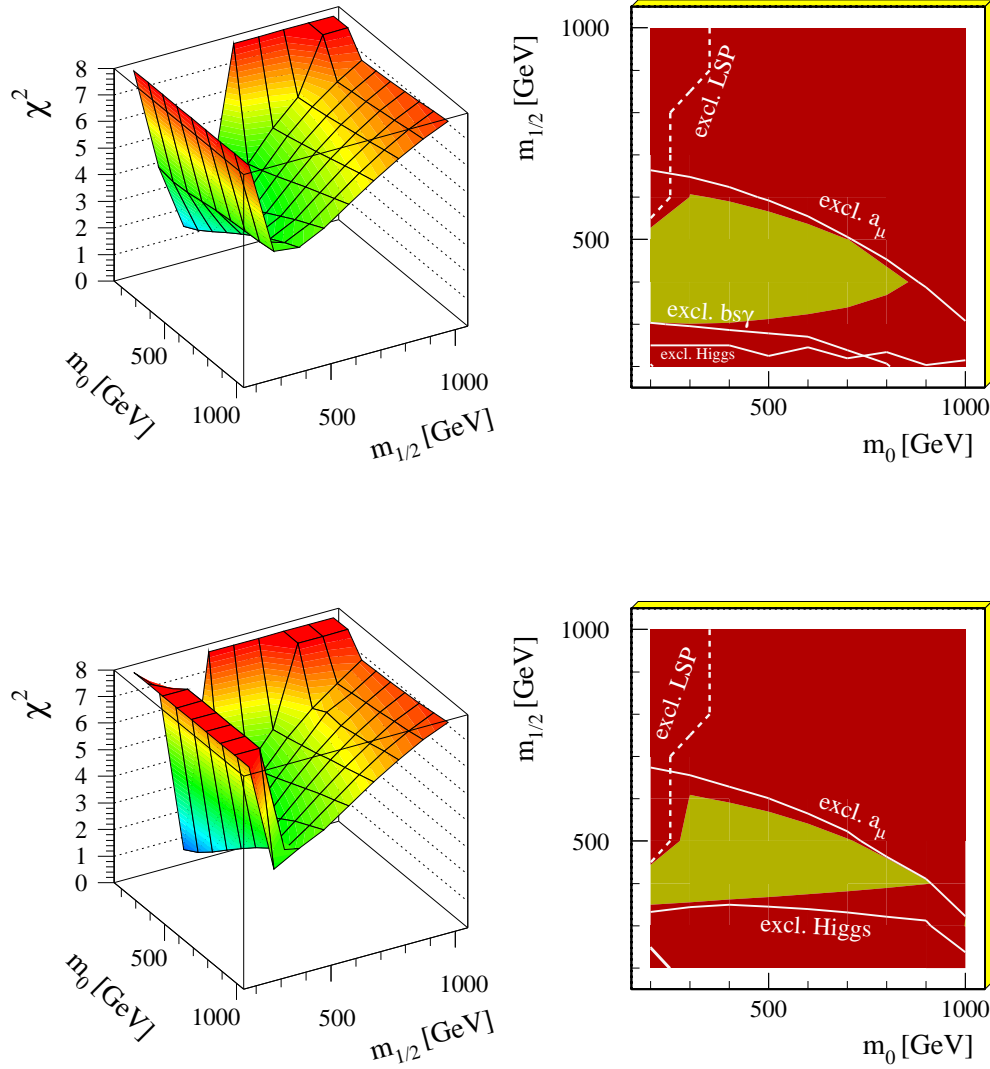 χ²
8
7
6
5
4
3
2
1
0
500
1000
m₀ [GeV]
500
1000
m₁/₂ [GeV]
m₁/₂ [GeV]
1000
500
excl. LSP
excl. aμ
excl. bsγ
excl. Higgs
500
1000
m₀ [GeV]
χ²
8
7
6
5
4
3
2
1
0
500
1000
m₀ [GeV]
500
1000
m₁/₂ [GeV]
m₁/₂ [GeV]
1000
500
excl. LSP
excl. aμ
excl. Higgs
500
1000
m₀ [GeV]